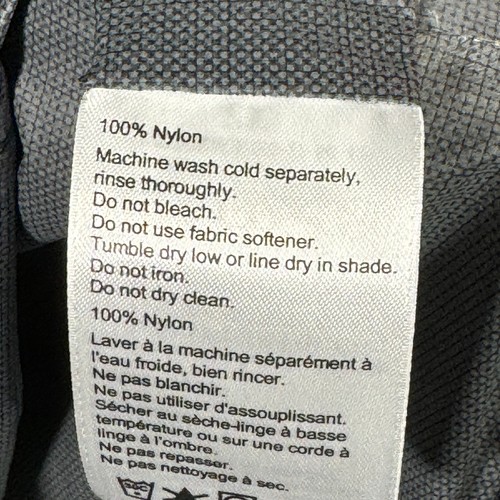 100% Nylon
Machine wash cold separately,
rinse thoroughly.
Do not bleach.
Do not use fabric softener.
Tumble dry low or line dry in shade.
Do not iron.
Do not dry clean.
100% Nylon
Laver à la machine séparément à
l'eau froide, bien rincer.
Ne pas blanchir.
Ne pas utiliser d'assouplissant.
Sécher au sèche-linge à basse
température ou sur une corde à
linge à l'ombre.
Ne pas repasser.
Ne pas nettoyage à sec.